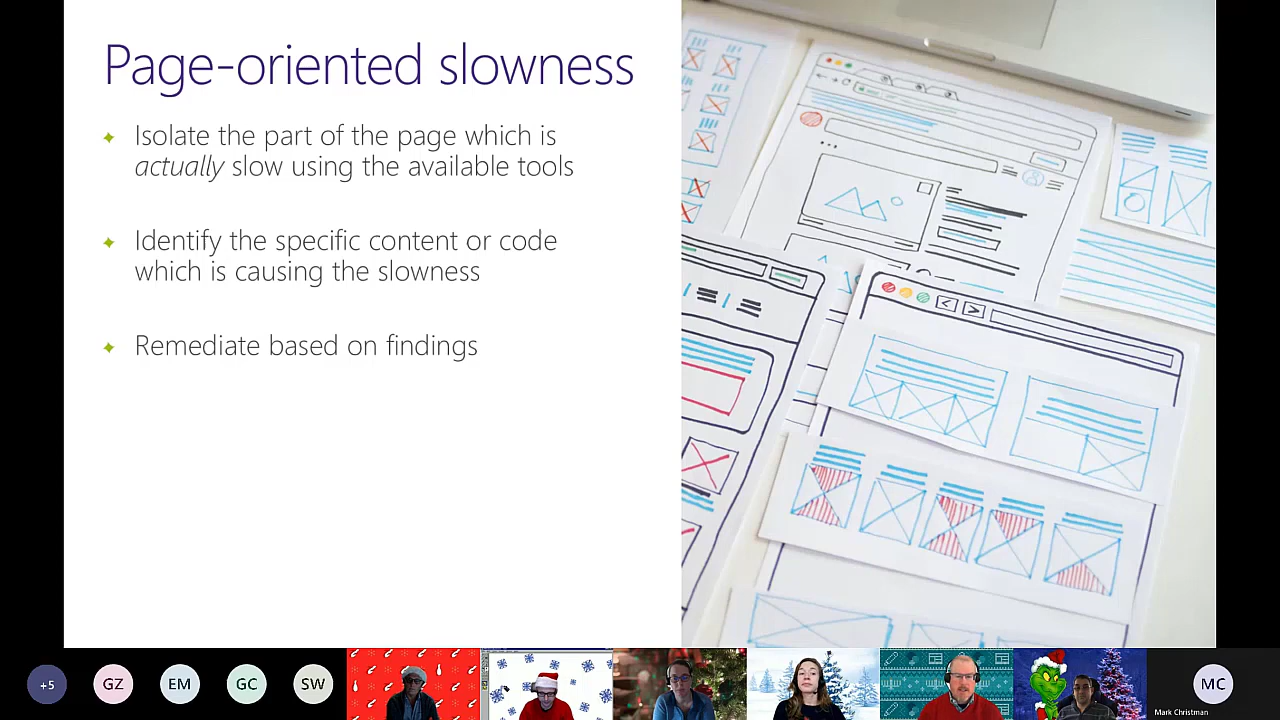 Page-oriented slowness
Isolate the part of the page which is
actually slow using the available tools
Identify the specific content or code
which is causing the slowness
Remediate based on findings
+5
GZ
EM
GC
SW
MC
Mark Christman